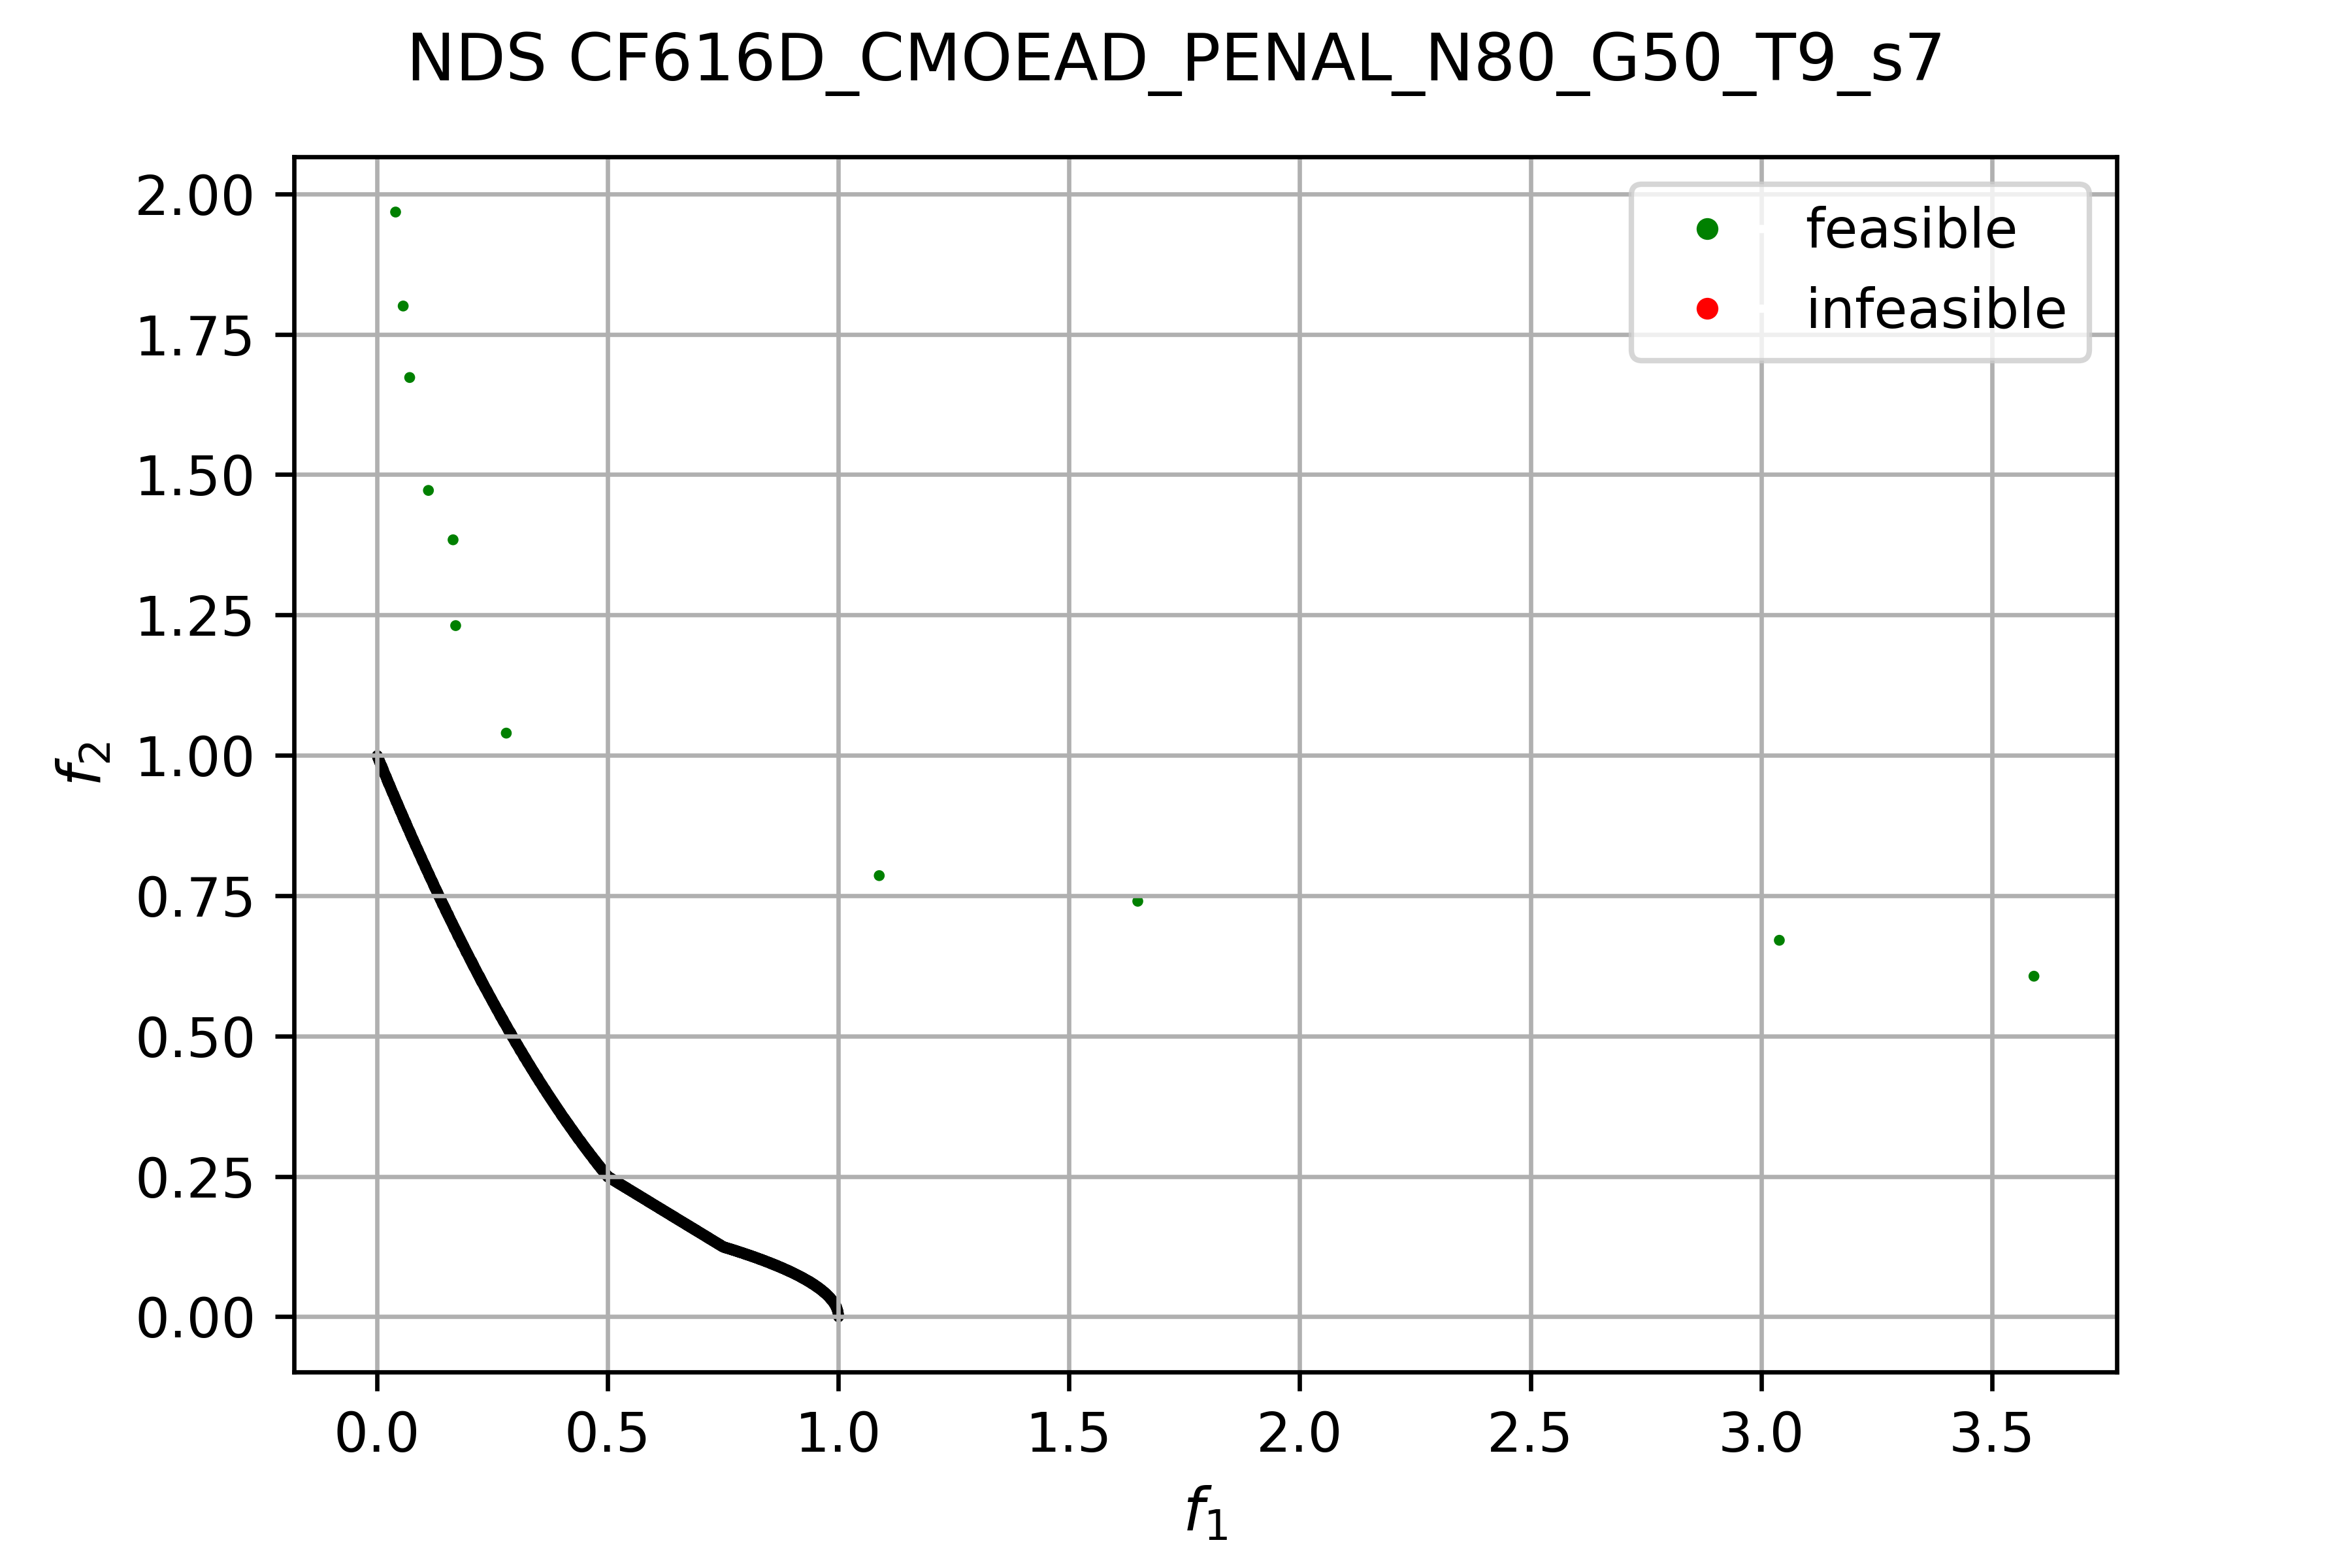 NDS CF616D_CMOEAD_PENAL_N80_G50_T9_s7
feasible
infeasible
2.00
1.75
1.50
1.25
1.00
0.75
0.50
0.25
0.00
f2
0.0 0.5 1.0 1.5 2.0 2.5 3.0 3.5
f1